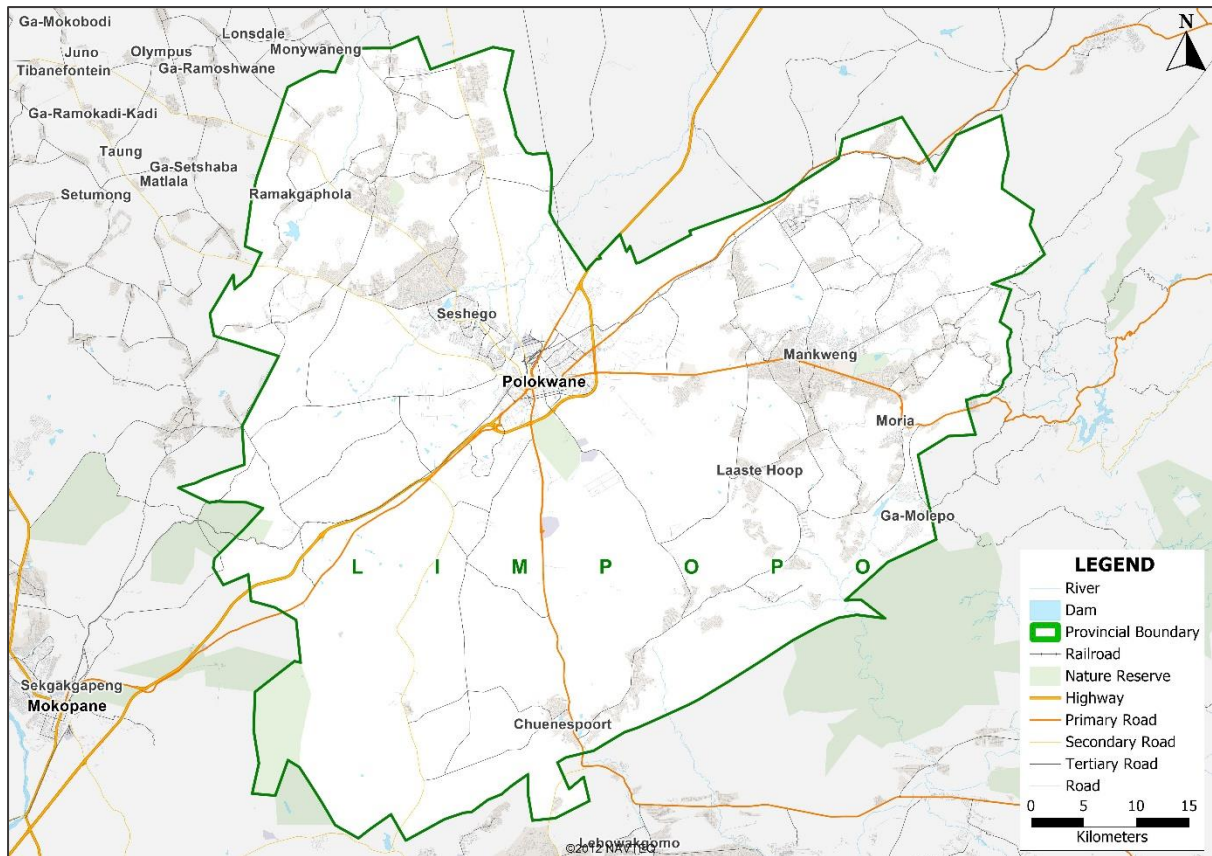 Ga-Mokobodi
Lonsdale
Juno
Olympus
Monywaneng
Tibanefontein
Ga-Ramoshwane
N
Ga-Ramokadi-Kadi
Taung
Ga-Setshaba
Matlala
Setumong
Ramakgaphola
Seshego
Mankweng
Polokwane
Moria
Laaste Hoop
Ga-Molepo
L I M P O P O
Sekgakgapeng
Mokopane
Chuenespoort
Lebowakgomo
©2012 NAVTEQ
LEGEND
River
Dam
Provincial Boundary
Railroad
Nature Reserve
Highway
Primary Road
Secondary Road
Tertiary Road
Road
0 5 10 15
Kilometers